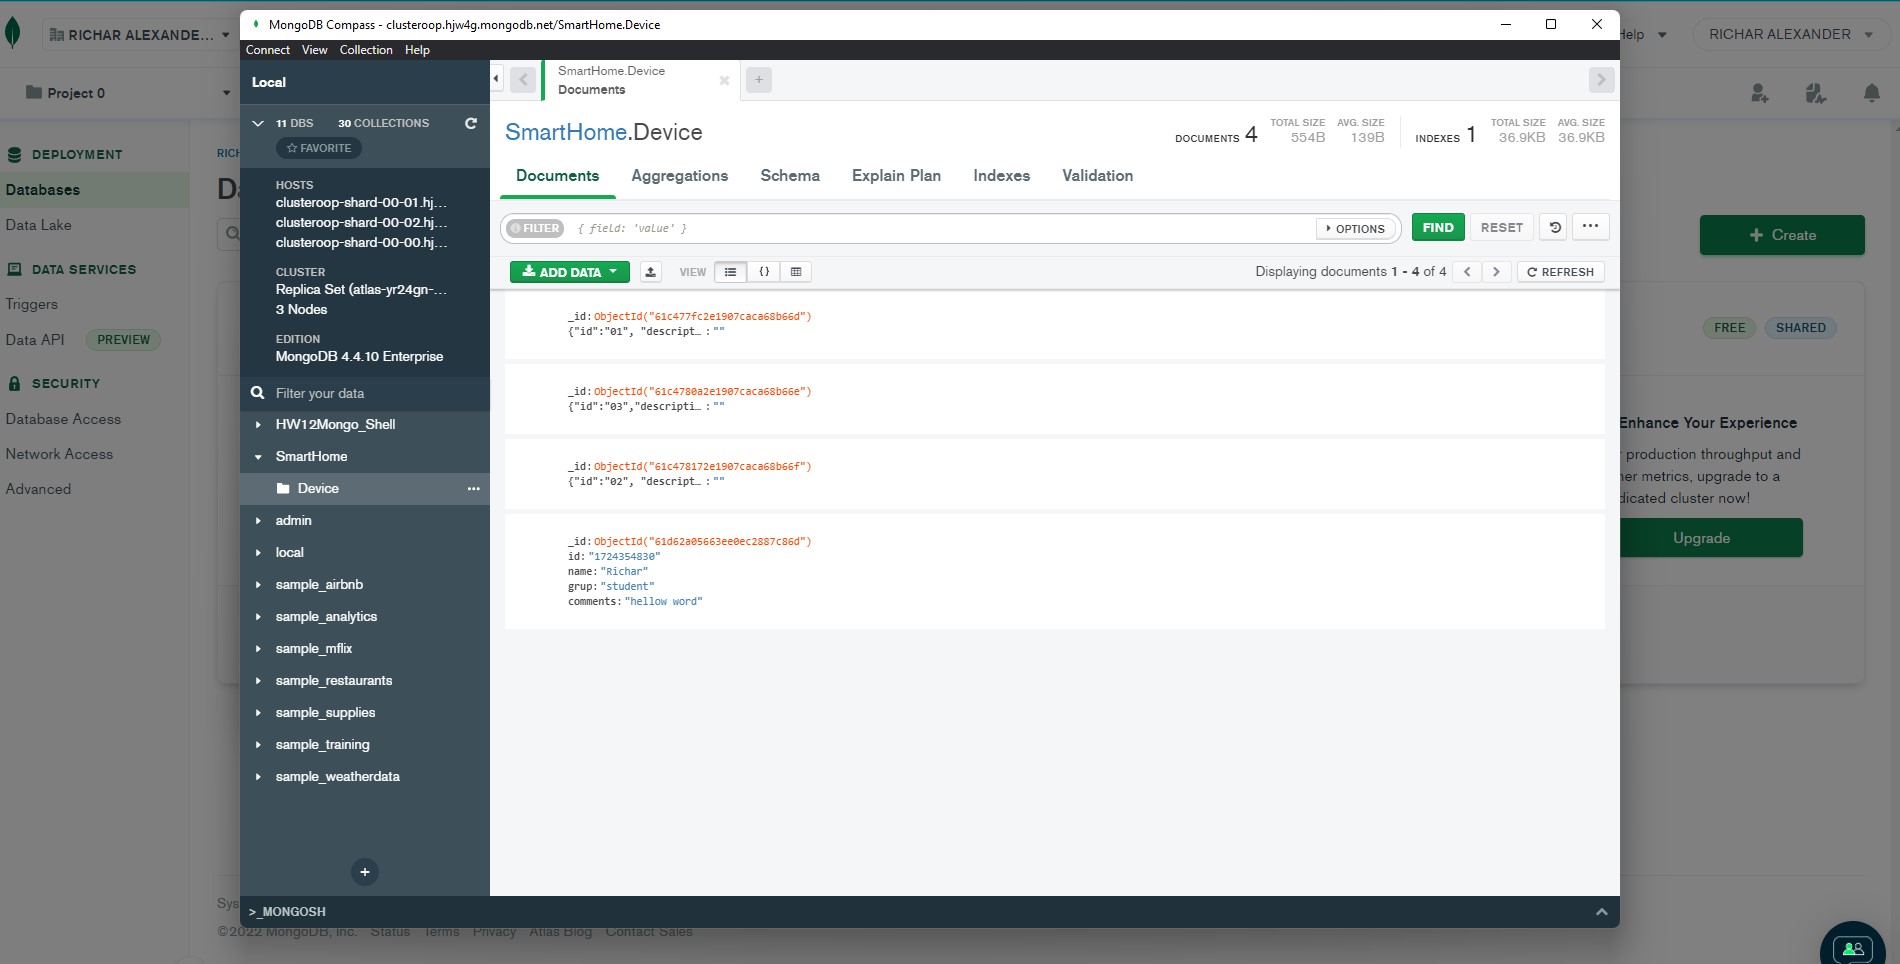 MongoDB Compass - clusteroop.hjw4g.mongodb.net/SmartHome.Device
Connect View Collection Help
RICHAR ALEXANDE...
Help
RICHAR ALEXANDER
Project 0
DEPLOYMENT
Databases
Data Lake
DATA SERVICES
Triggers
Data API PREVIEW
SECURITY
Database Access
Network Access
Advanced
Local
11 DBS 30 COLLECTIONS
FAVORITE
HOSTS
clusteroop-shard-00-01.hj...
clusteroop-shard-00-02.hj...
clusteroop-shard-00-00.hj...
CLUSTER
Replica Set (atlas-yr24gn-...
3 Nodes
EDITION
MongoDB 4.4.10 Enterprise
Filter your data
HW12Mongo_Shell
SmartHome
Device
admin
local
sample_airbnb
sample_analytics
sample_mflix
sample_restaurants
sample_supplies
sample_training
sample_weatherdata
>_MONGOSH
SmartHome.Device
Documents
SmartHome.Device
DOCUMENTS 4 TOTAL SIZE 554B AVG. SIZE 139B INDEXES 1 TOTAL SIZE 36.9KB AVG. SIZE 36.9KB
Documents Aggregations Schema Explain Plan Indexes Validation
FILTER { field: 'value' } OPTIONS FIND RESET
ADD DATA VIEW {} Displaying documents 1 - 4 of 4 REFRESH
_id: ObjectId("61c477fc2e1907caca68b66d")
{"id":"01", "descript… : ""
_id: ObjectId("61c4780a2e1907caca68b66e")
{"id":"03","descripti… : ""
_id: ObjectId("61c478172e1907caca68b66f")
{"id":"02", "descript… : ""
_id: ObjectId("61d62a05663ee0ec2887c86d")
id: "1724354830"
name: "Richar"
grup: "student"
comments: "hellow word"
Create
FREE SHARED
Enhance Your Experience
production throughput and
metrics, upgrade to a
cluster now!
Upgrade
©2022 MongoDB, Inc. Status Terms Privacy Atlas Blog Contact Sales